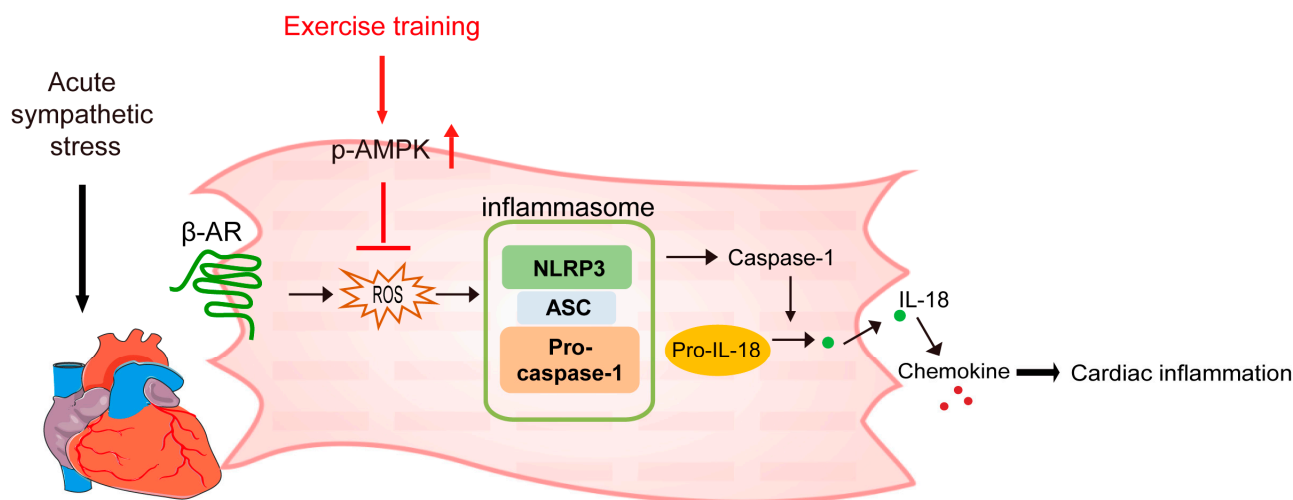 Exercise training
Acute
sympathetic
stress
p-AMPK
β-AR
ROS
inflammasome
NLRP3
ASC
Pro-
caspase-1
Caspase-1
Pro-IL-18
IL-18
Chemokine
Cardiac inflammation